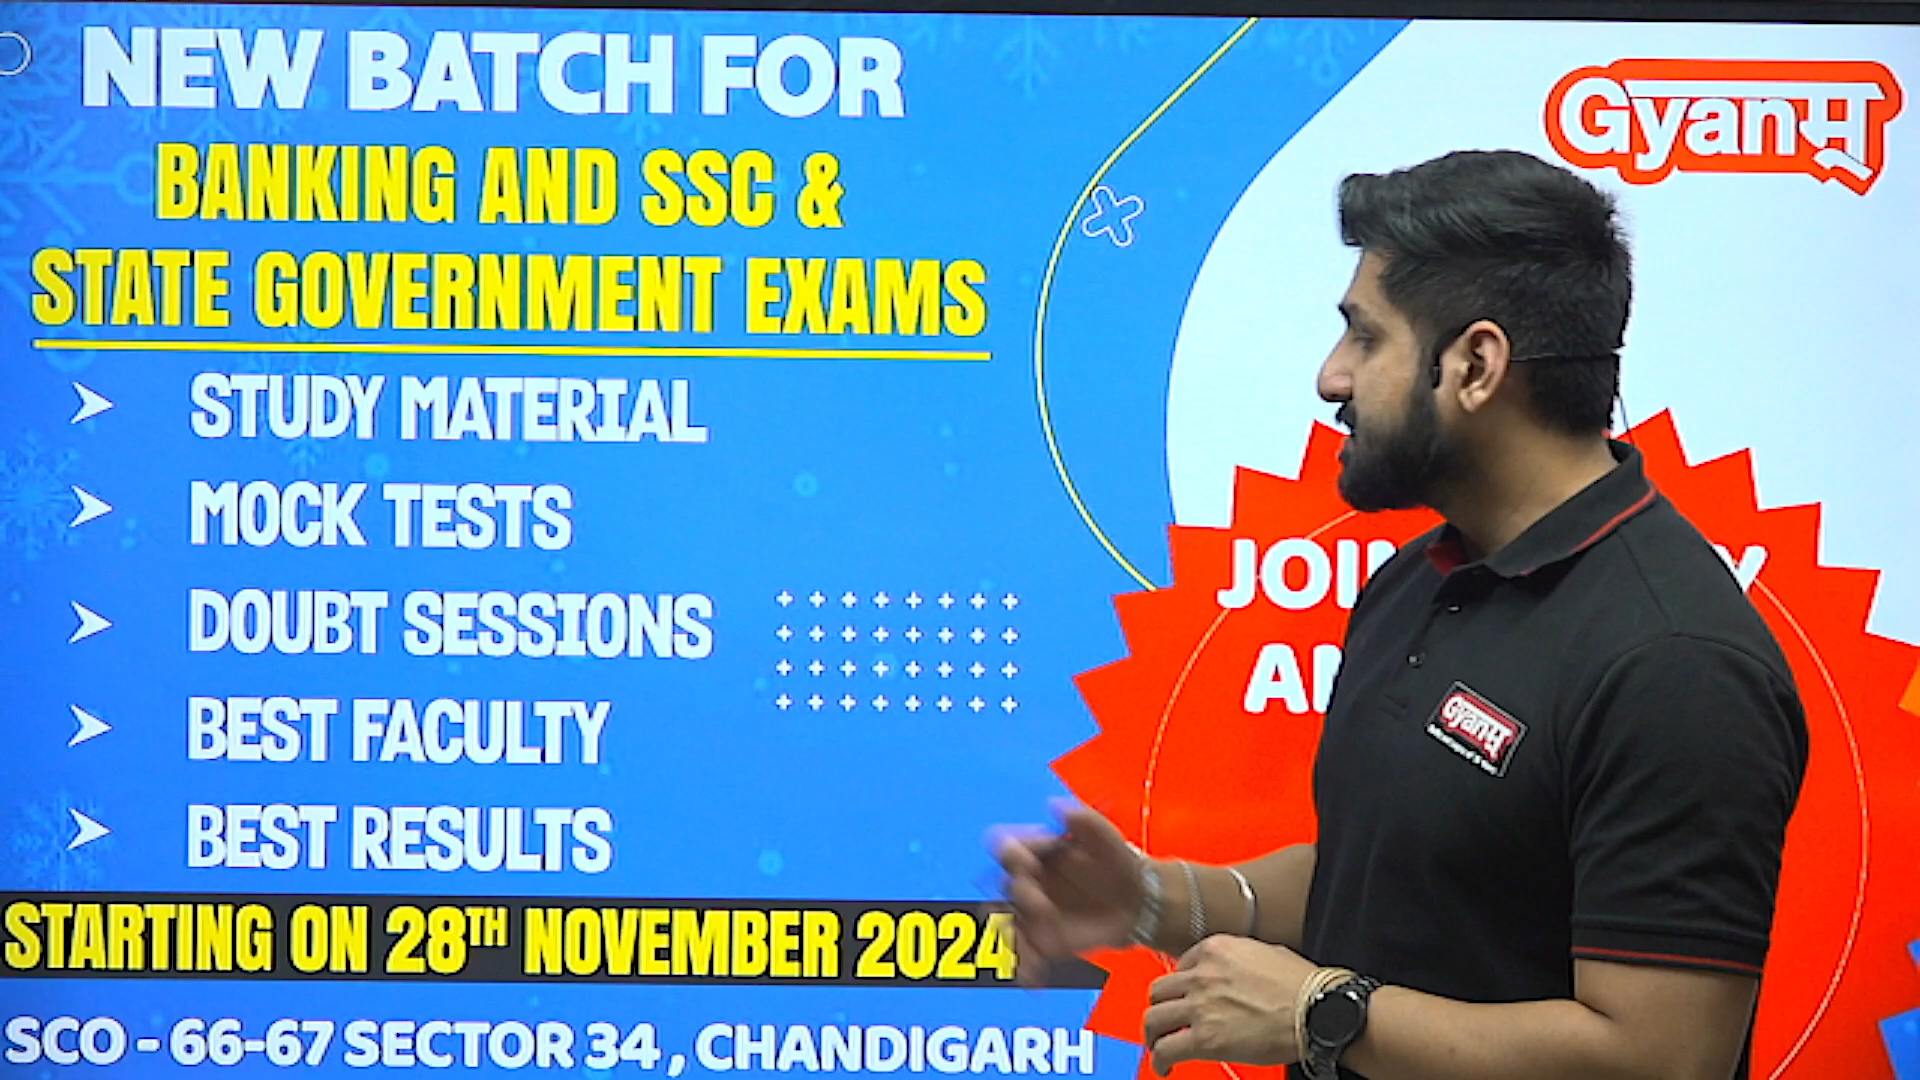 NEW BATCH FOR
BANKING AND SSC &
STATE GOVERNMENT EXAMS
➤ STUDY MATERIAL
➤ MOCK TESTS
➤ DOUBT SESSIONS
➤ BEST FACULTY
➤ BEST RESULTS
STARTING ON 28TH NOVEMBER 2024
SCO - 66-67 SECTOR 34, CHANDIGARH
Gyanम्
Gyanम्